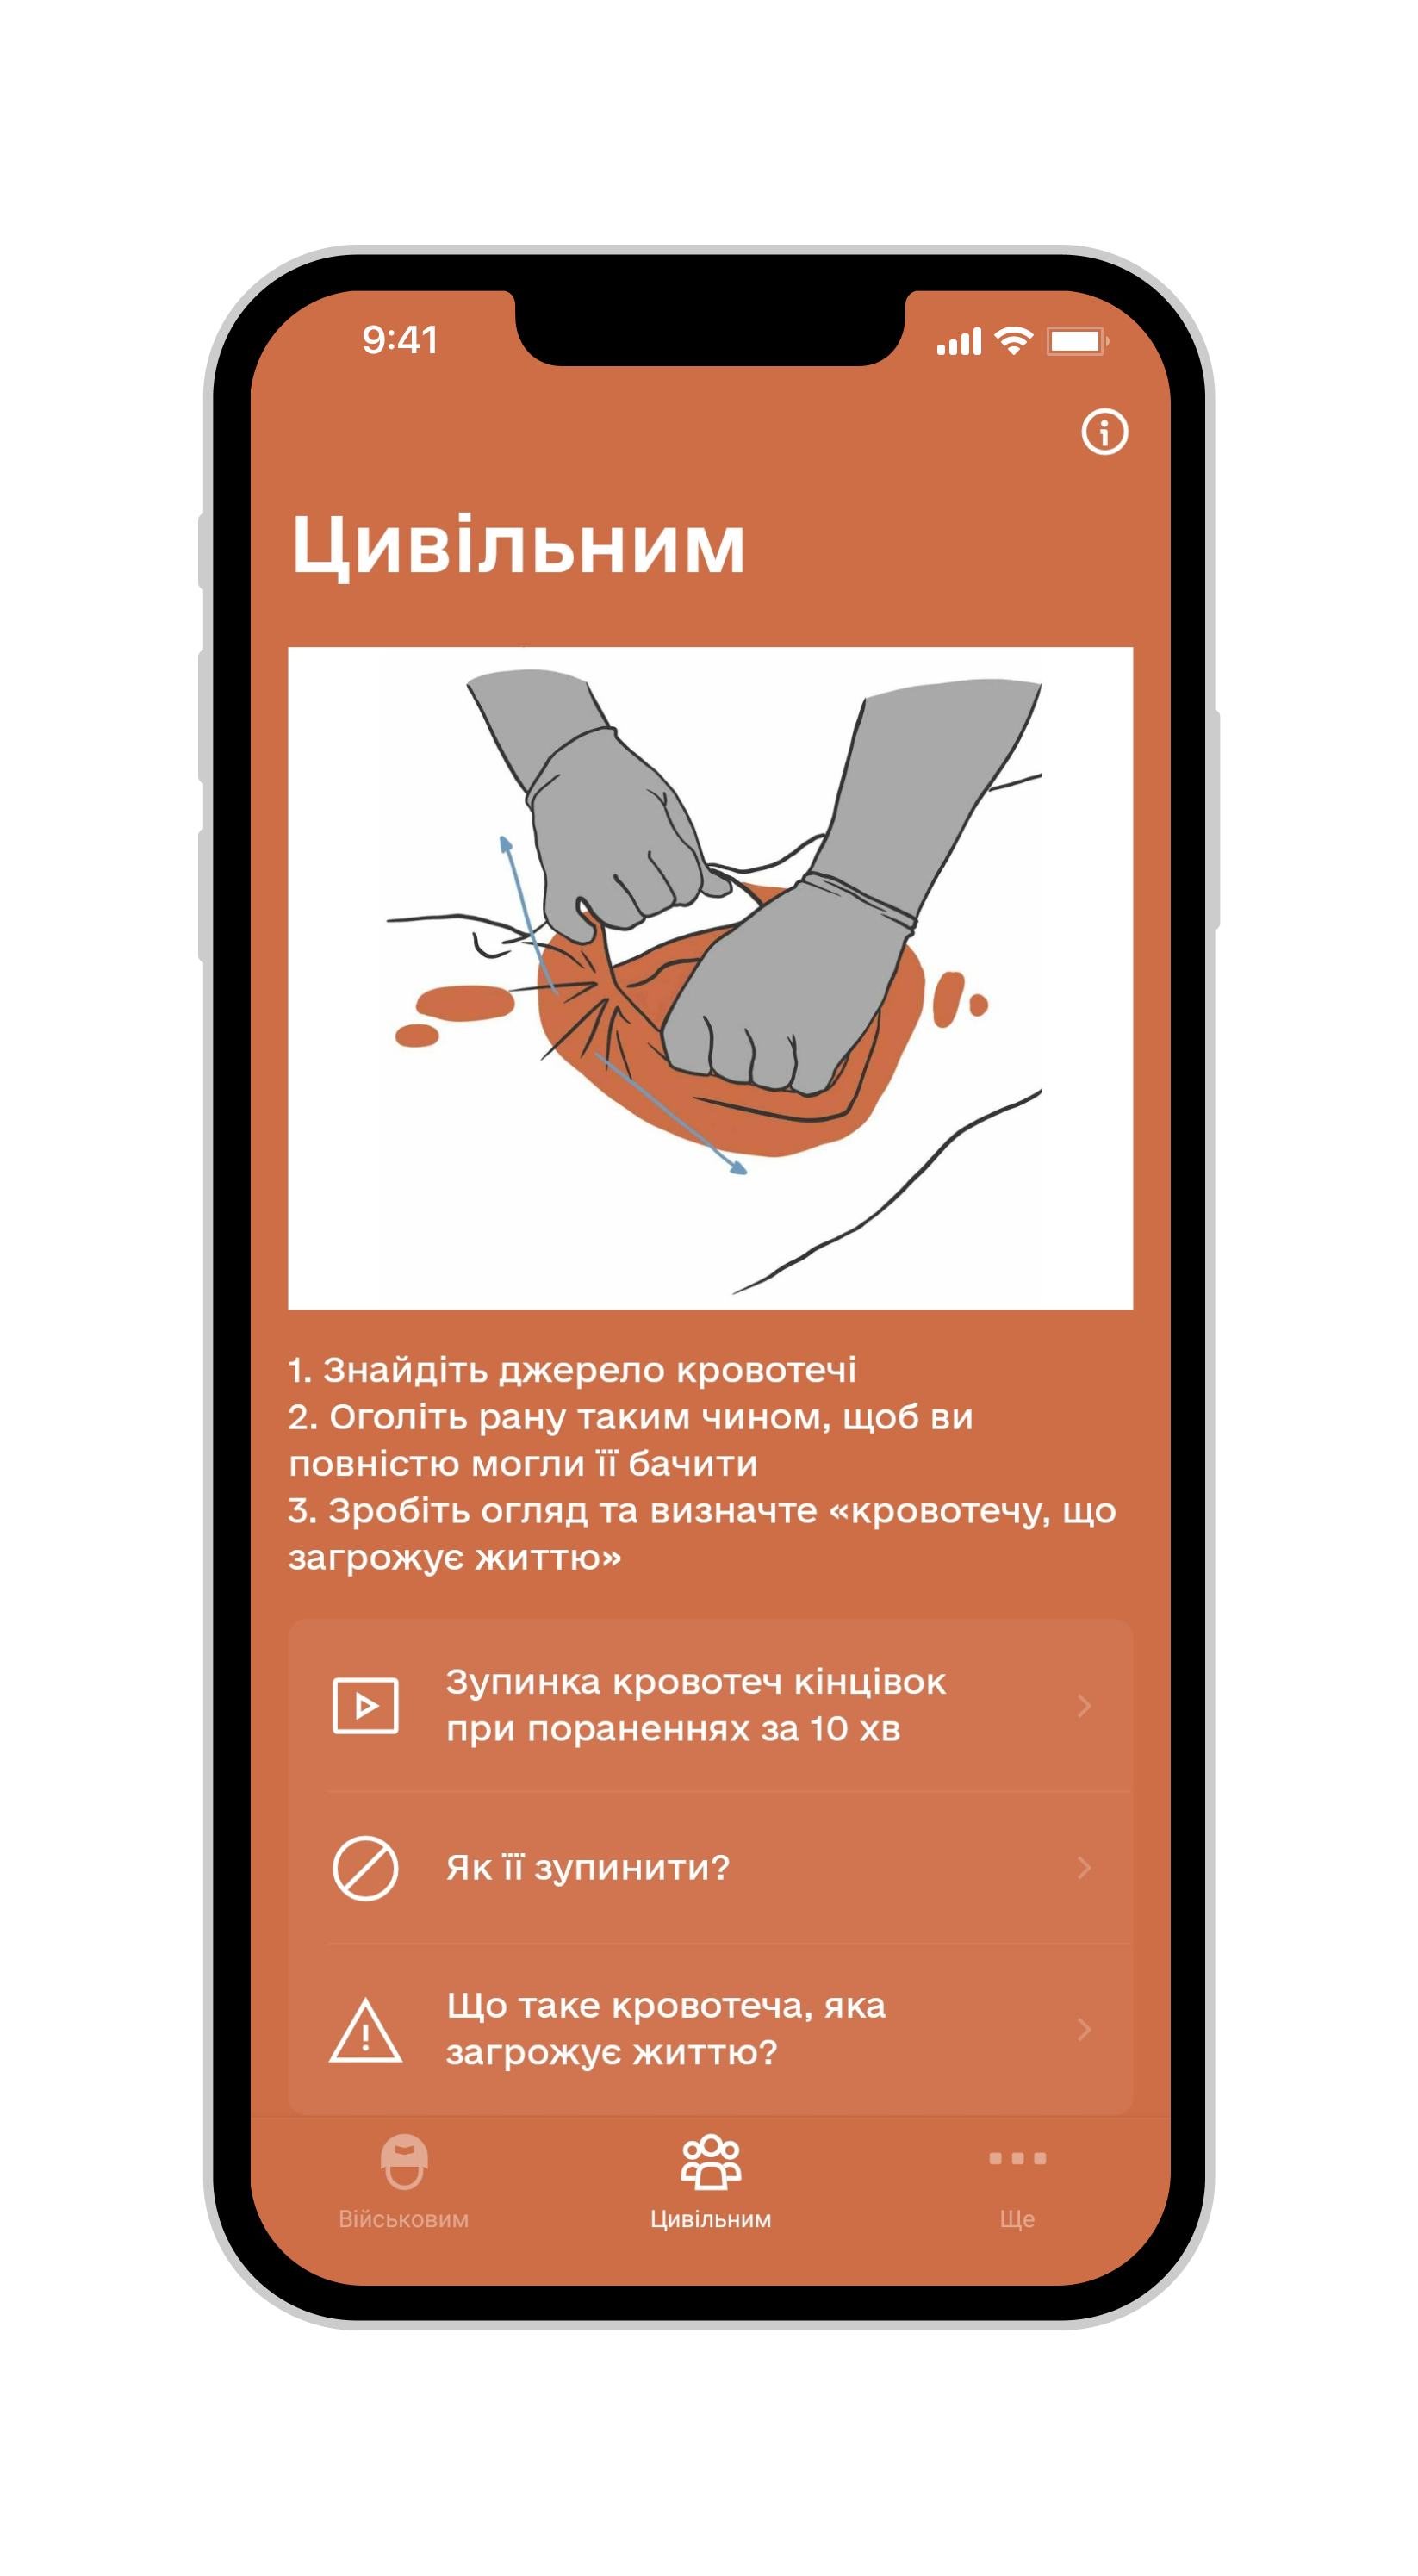 9:41
Цивільним
1. Знайдіть джерело кровотечі
2. Оголіть рану таким чином, щоб ви
повністю могли її бачити
3. Зробіть огляд та визначте «кровотечу, що
загрожує життю»
Зупинка кровотеч кінцівок
при пораненнях за 10 хв
Як її зупинити?
Що таке кровотеча, яка
загрожує життю?
Військовим
Цивільним
Ще